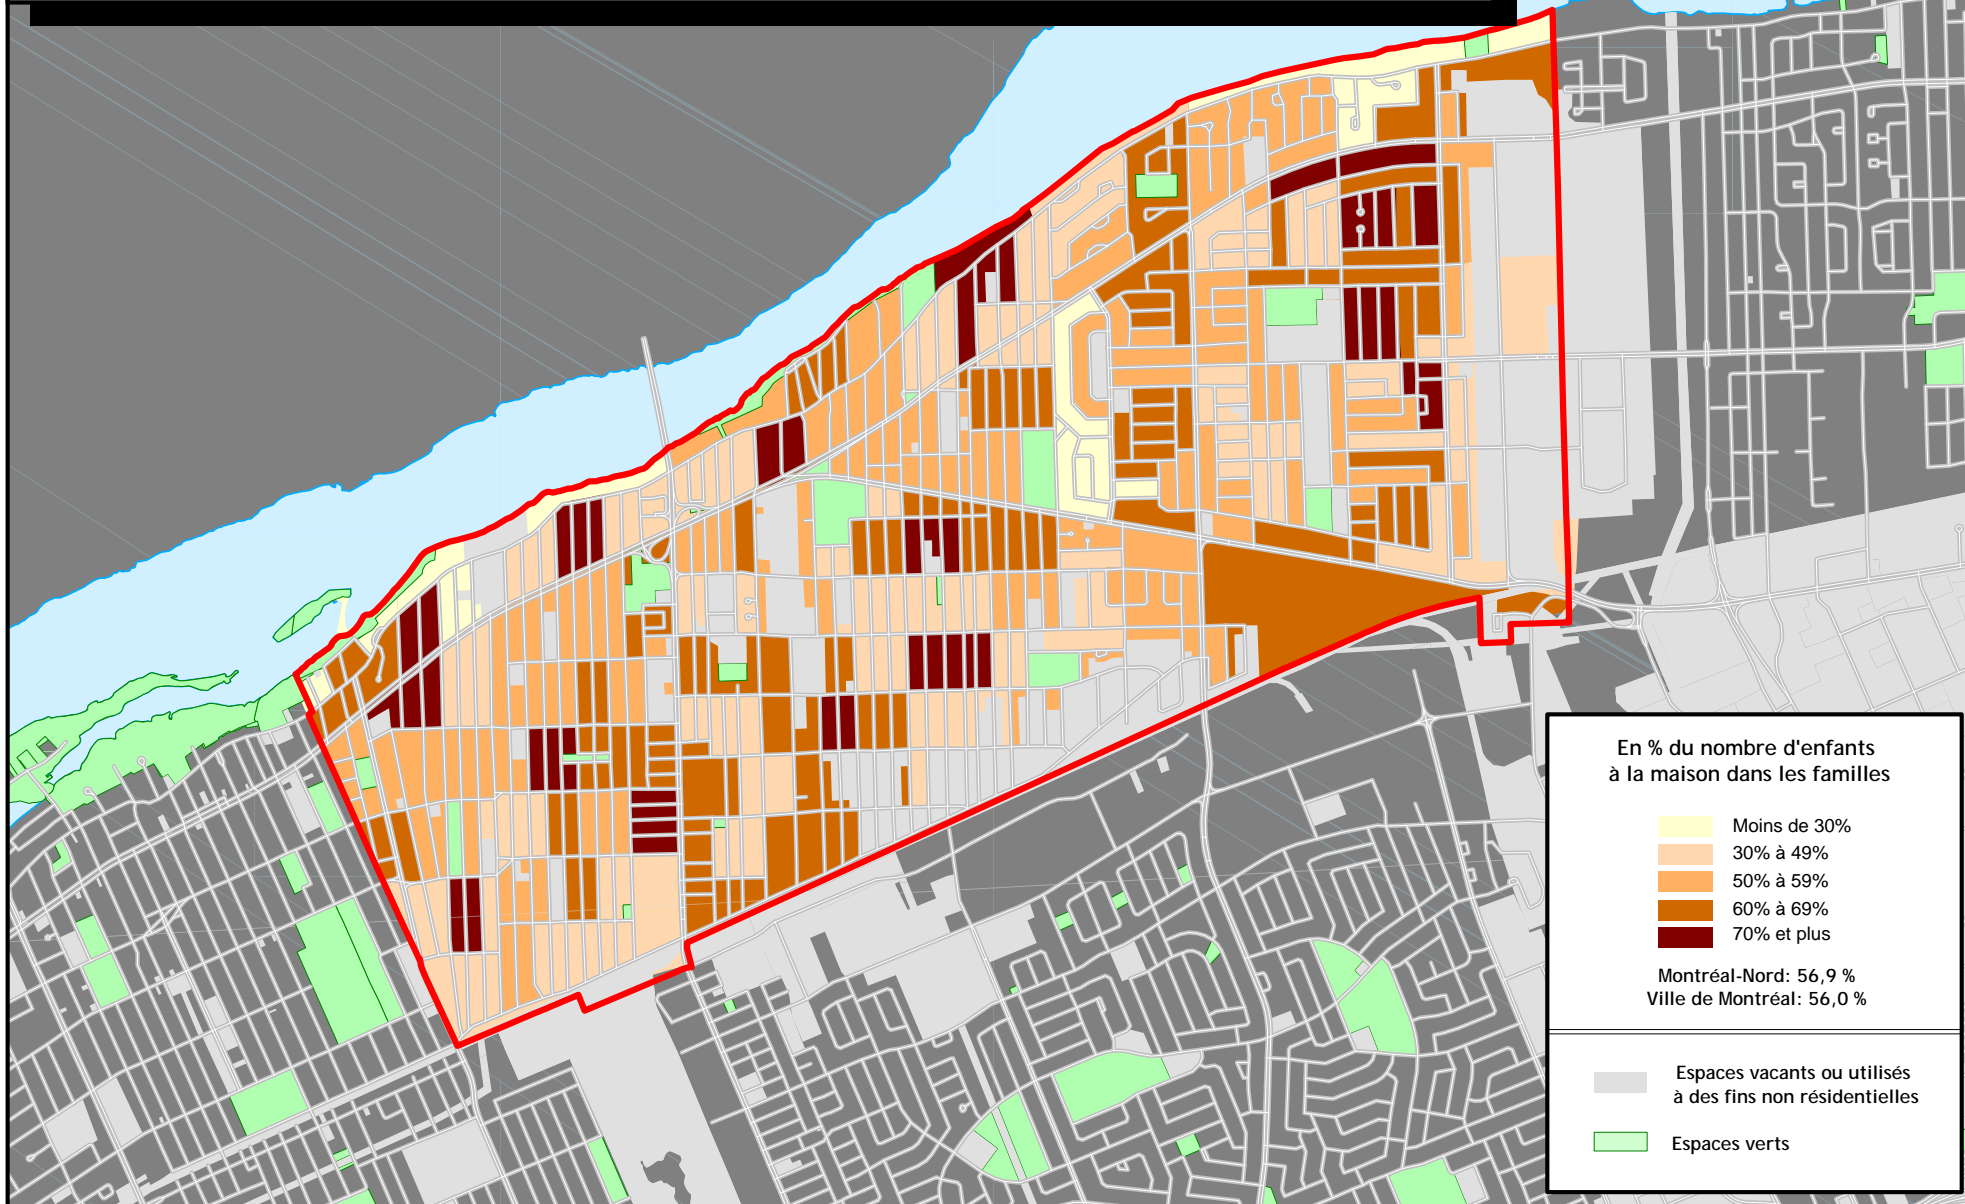 En % du nombre d'enfants
à la maison dans les familles
Moins de 30%
30% à 49%
50% à 59%
60% à 69%
70% et plus
Montréal-Nord: 56,9 %
Ville de Montréal: 56,0 %
Espaces vacants ou utilisés
à des fins non résidentielles
Espaces verts